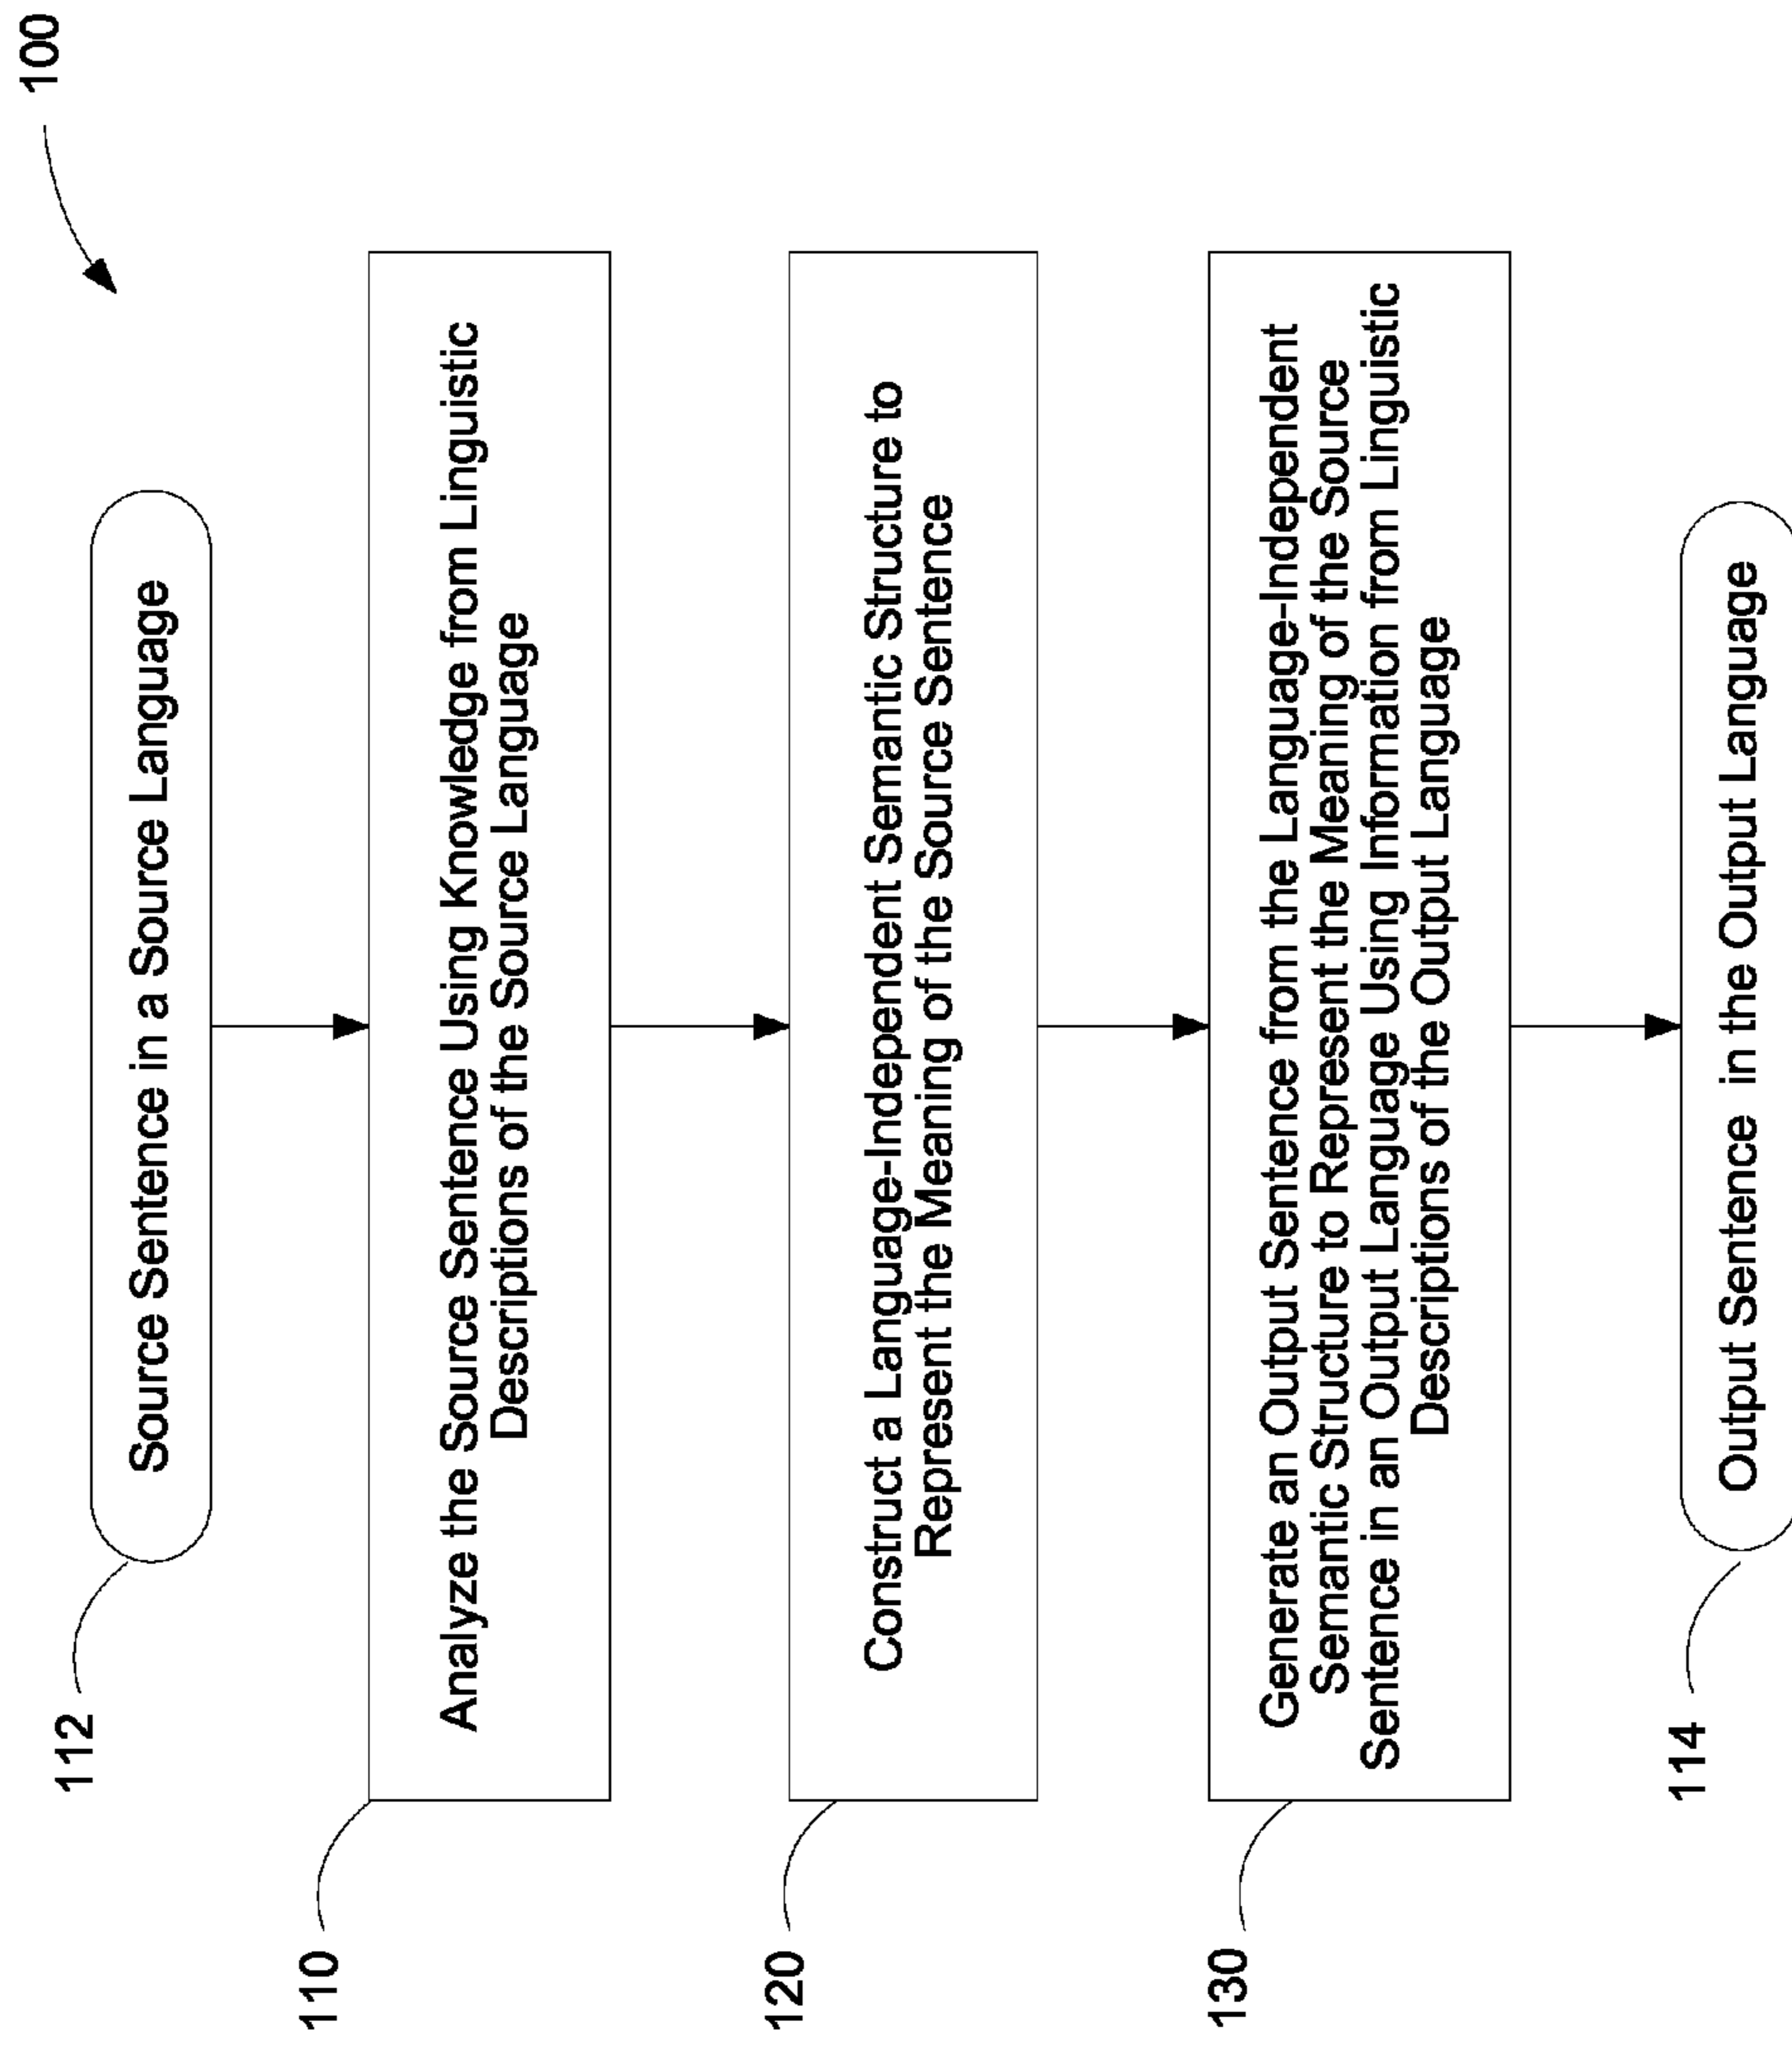 100
112
Source Sentence in a Source Language
110
Analyze the Source Sentence Using Knowledge from Linguistic
Descriptions of the Source Language
120
Construct a Language-Independent Semantic Structure to
Represent the Meaning of the Source Sentence
130
Generate an Output Sentence from the Language-Independent
Semantic Structure to Represent the Meaning of the Source
Sentence in an Output Language Using Information from Linguistic
Descriptions of the Output Language
114
Output Sentence in the Output Language